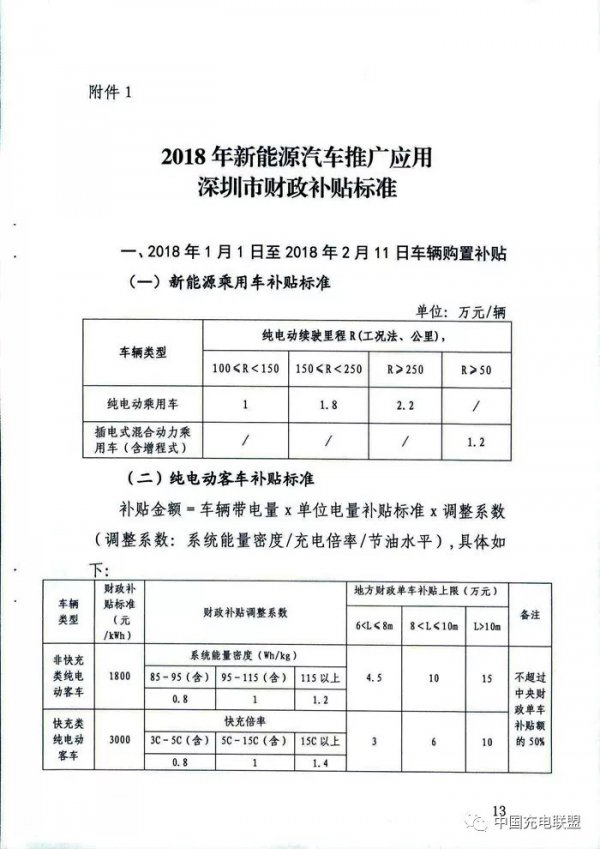 附件 1
2018 年新能源汽车推广应用
深圳市财政补贴标准
一、2018 年 1 月 1 日至 2018 年 2 月 11 日车辆购置补贴
（一）新能源乘用车补贴标准
单位：万元/辆
车辆类型
纯电动续驶里程 R(工况法、公里),
100≤R<150 150≤R<250 R≥250 R≥50
纯电动乘用车 1 1.8 2.2 /
插电式混合动力乘
用车（含增程式） / / / 1.2
（二）纯电动客车补贴标准
补贴金额 = 车辆带电量 x 单位电量补贴标准 x 调整系数
（调整系数：系统能量密度/充电倍率/节油水平）, 具体如
下：
车辆
类型
财政补
贴标准
（元
/kWh）
财政补贴调整系数
地方财政单车补贴上限（万元）
6<L≤8m 8<L≤10m L>10m
备注
非快充
类纯电
动客车
1800
系统能量密度（Wh/kg）
85-95（含） 95-115（含） 115 以上
0.8 1 1.2
4.5 10 15
快充类
纯电动
客车
3000
快充倍率
3C-5C（含） 5C-15C（含） 15C 以上
0.8 1 1.4
3 6 10
不超过
中央财
政单车
补贴额
的 50%
13
中国充电联盟